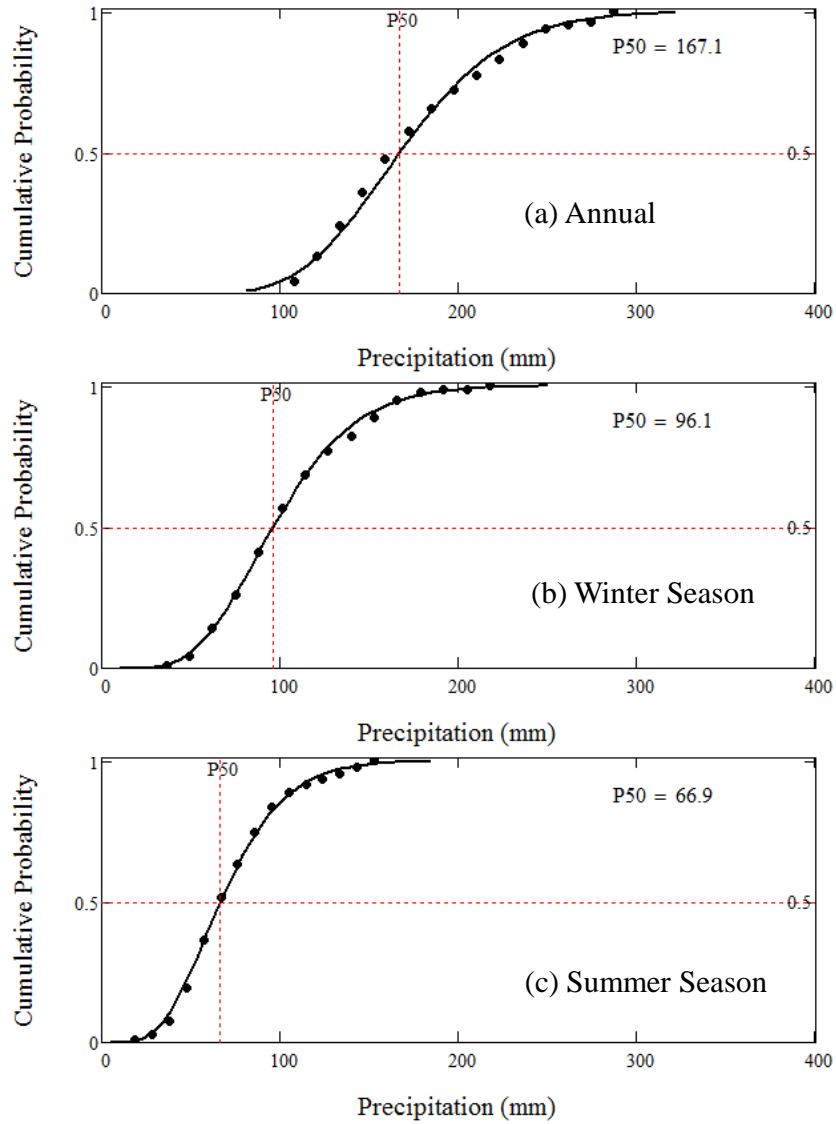 Cumulative Probability
1
P50
P50 = 167.1
0.5
0.5
(a) Annual
0
0
100
200
300
400
Precipitation (mm)
Cumulative Probability
1
P50
P50 = 96.1
0.5
0.5
(b) Winter Season
0
0
100
200
300
400
Precipitation (mm)
Cumulative Probability
1
P50
P50 = 66.9
0.5
0.5
(c) Summer Season
0
0
100
200
300
400
Precipitation (mm)